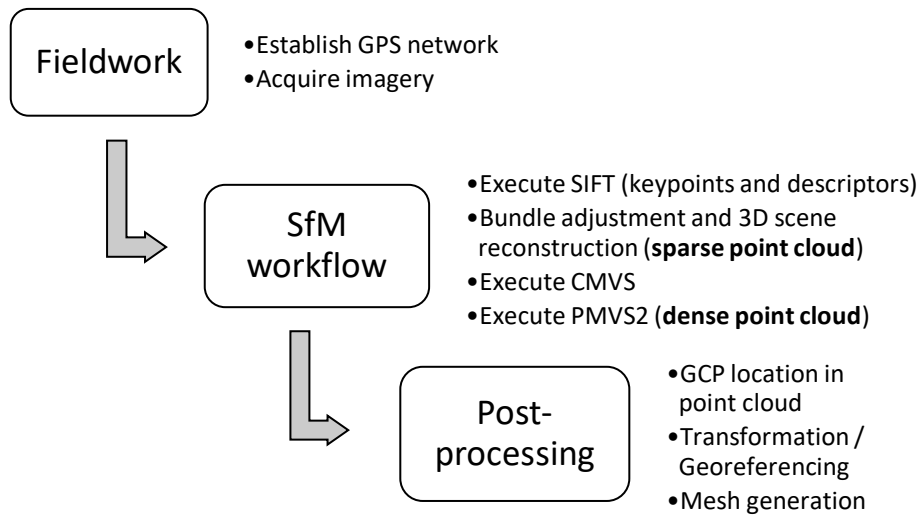 Fieldwork
•Establish GPS network
•Acquire imagery
SfM
workflow
•Execute SIFT (keypoints and descriptors)
•Bundle adjustment and 3D scene
reconstruction (sparse point cloud)
•Execute CMVS
•Execute PMVS2 (dense point cloud)
Post-
processing
•GCP location in
point cloud
•Transformation /
Georeferencing
•Mesh generation